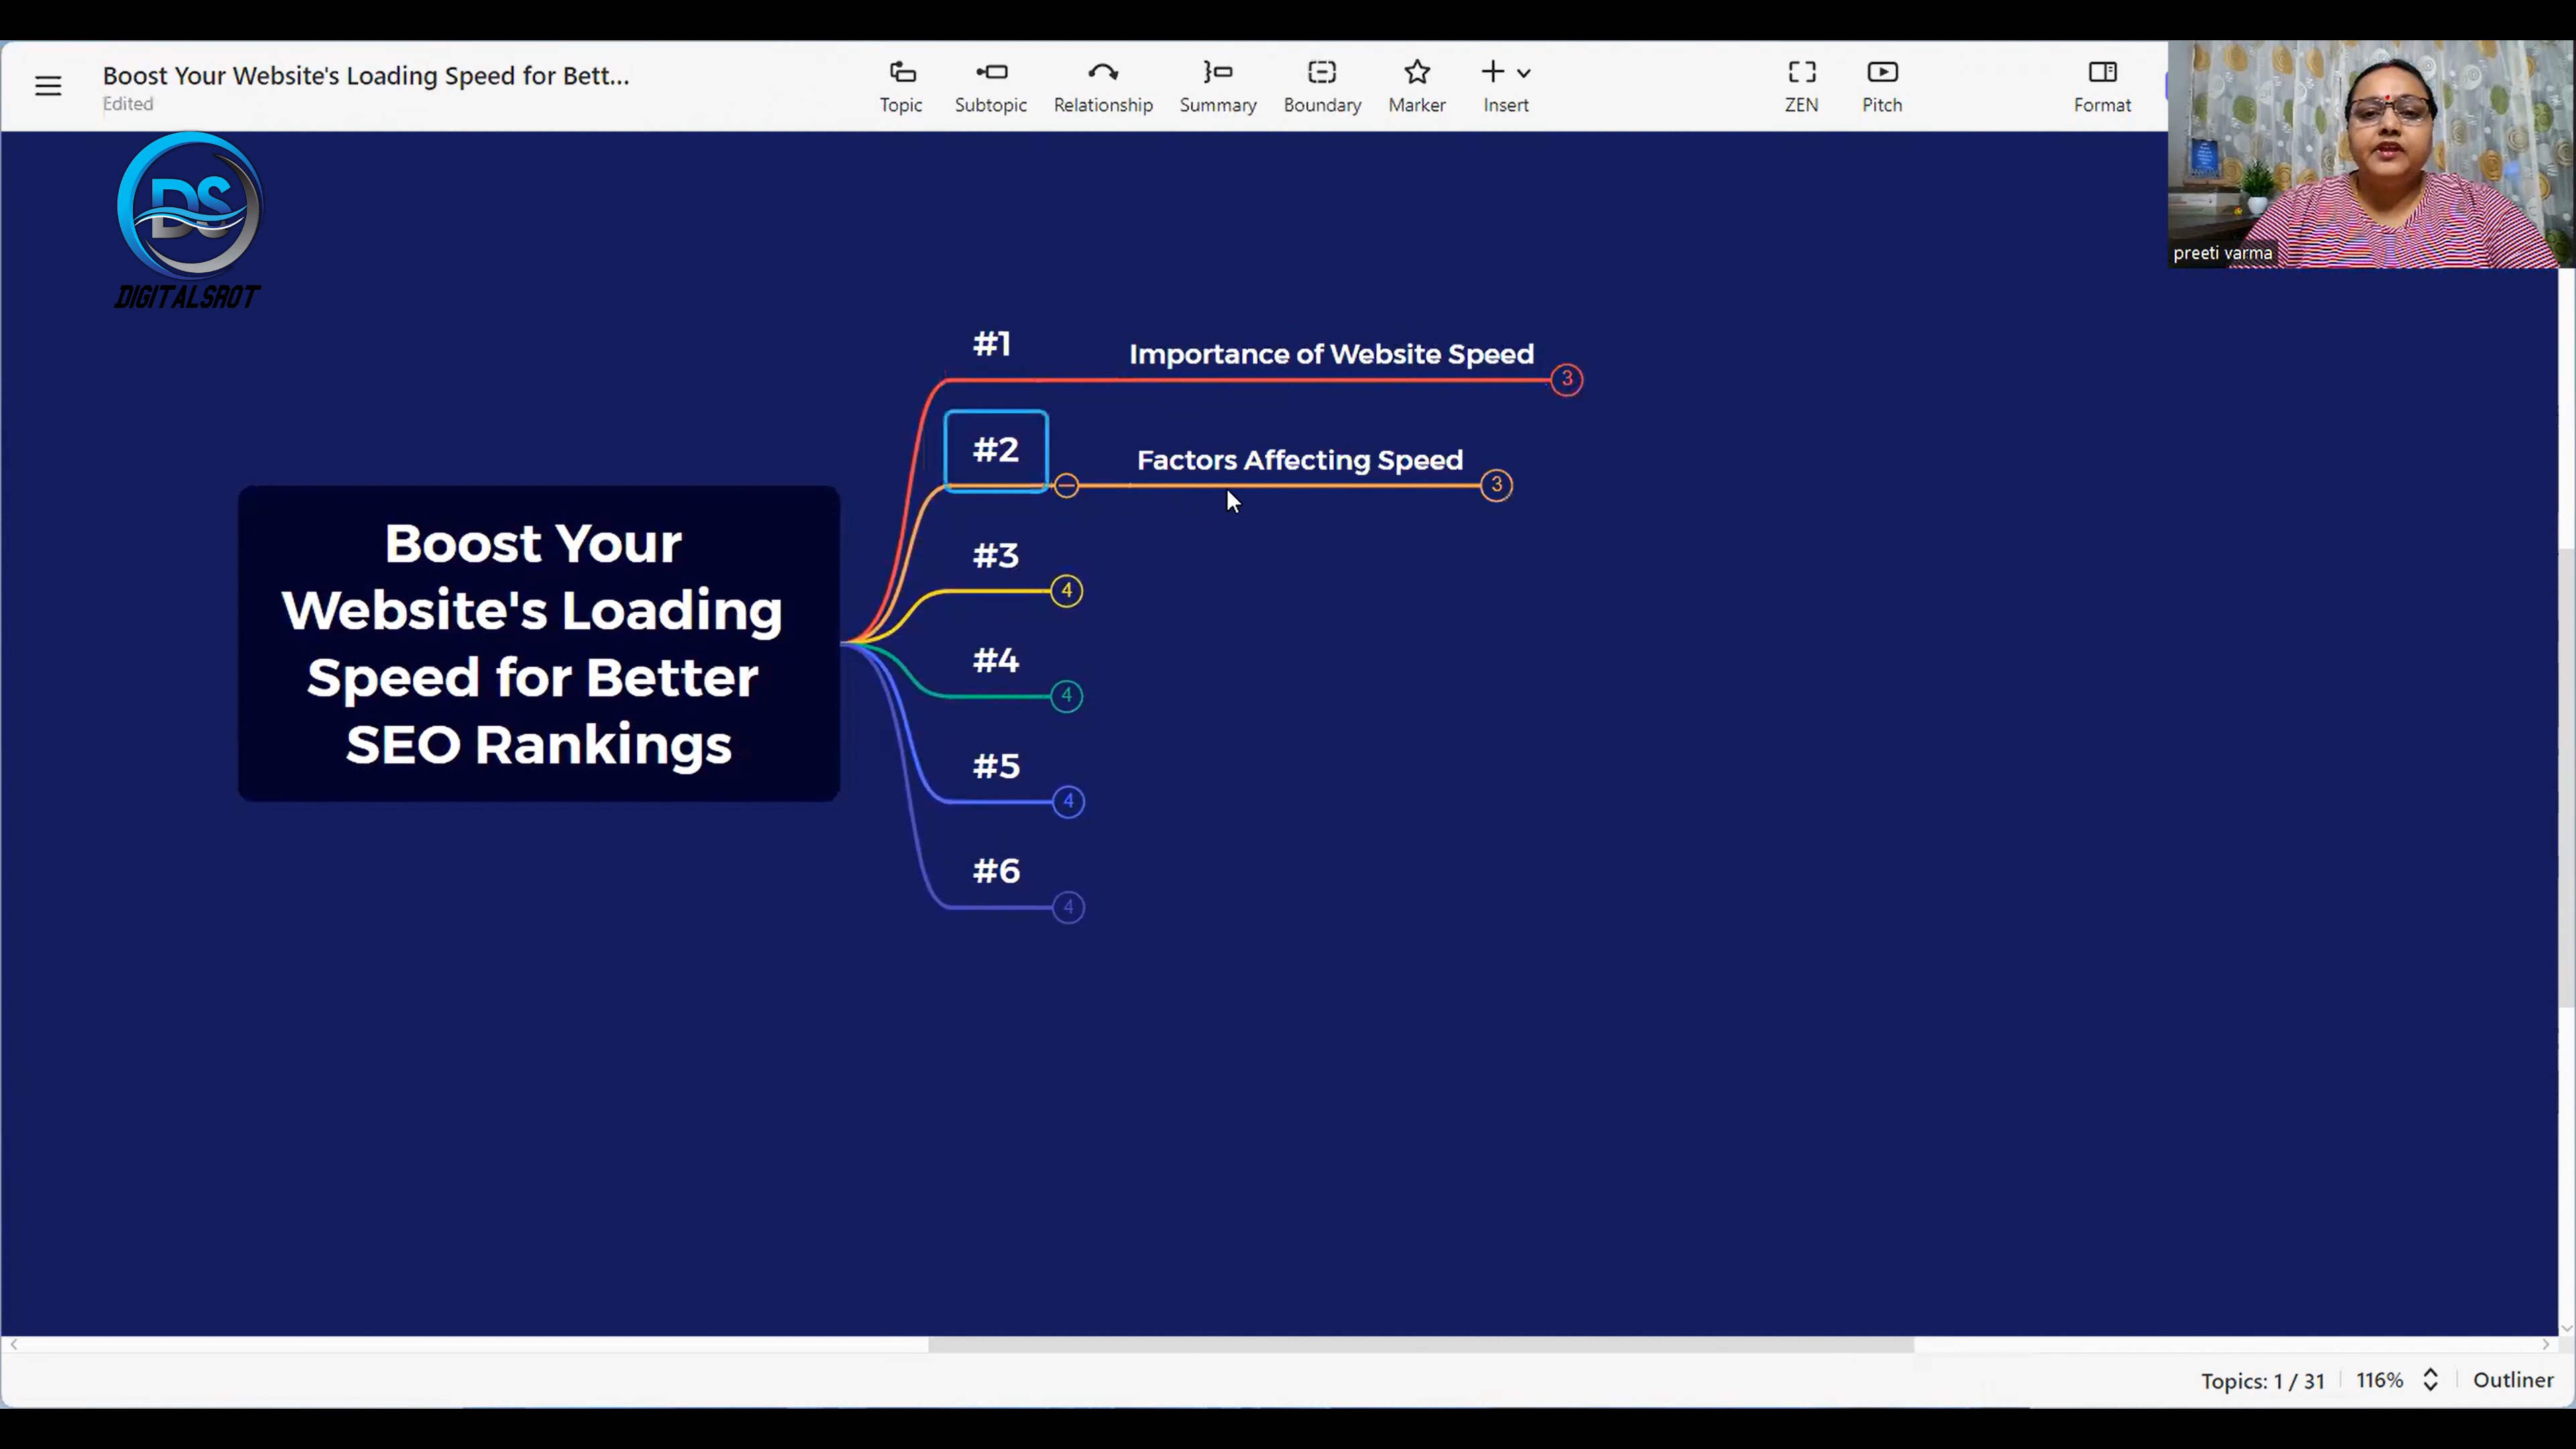 Boost Your Website's Loading Speed for Bett...
Edited
Topic
Subtopic
Relationship
Summary
Boundary
Marker
Insert
ZEN
Pitch
Format
preeti varma
DS
DIGITALSROT
Boost Your
Website's Loading
Speed for Better
SEO Rankings
#1
Importance of Website Speed
3
#2
Factors Affecting Speed
3
#3
4
#4
4
#5
4
#6
4
Topics: 1 / 31
116%
Outliner